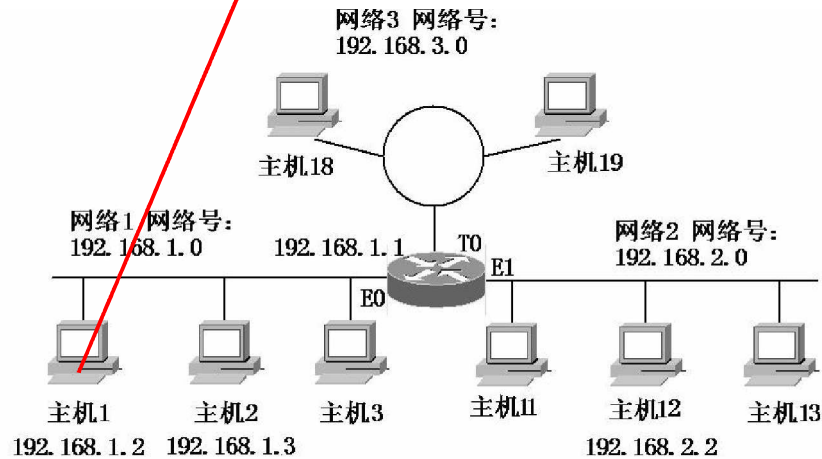 网络3 网络号：
192.168.3.0
主机18
主机19
网络1 网络号：
192.168.1.0
192.168.1.1
T0
网络2 网络号：
192.168.2.0
E0
E1
主机1
主机2
主机3
主机11
主机12
主机13
192.168.1.2
192.168.1.3
192.168.2.2